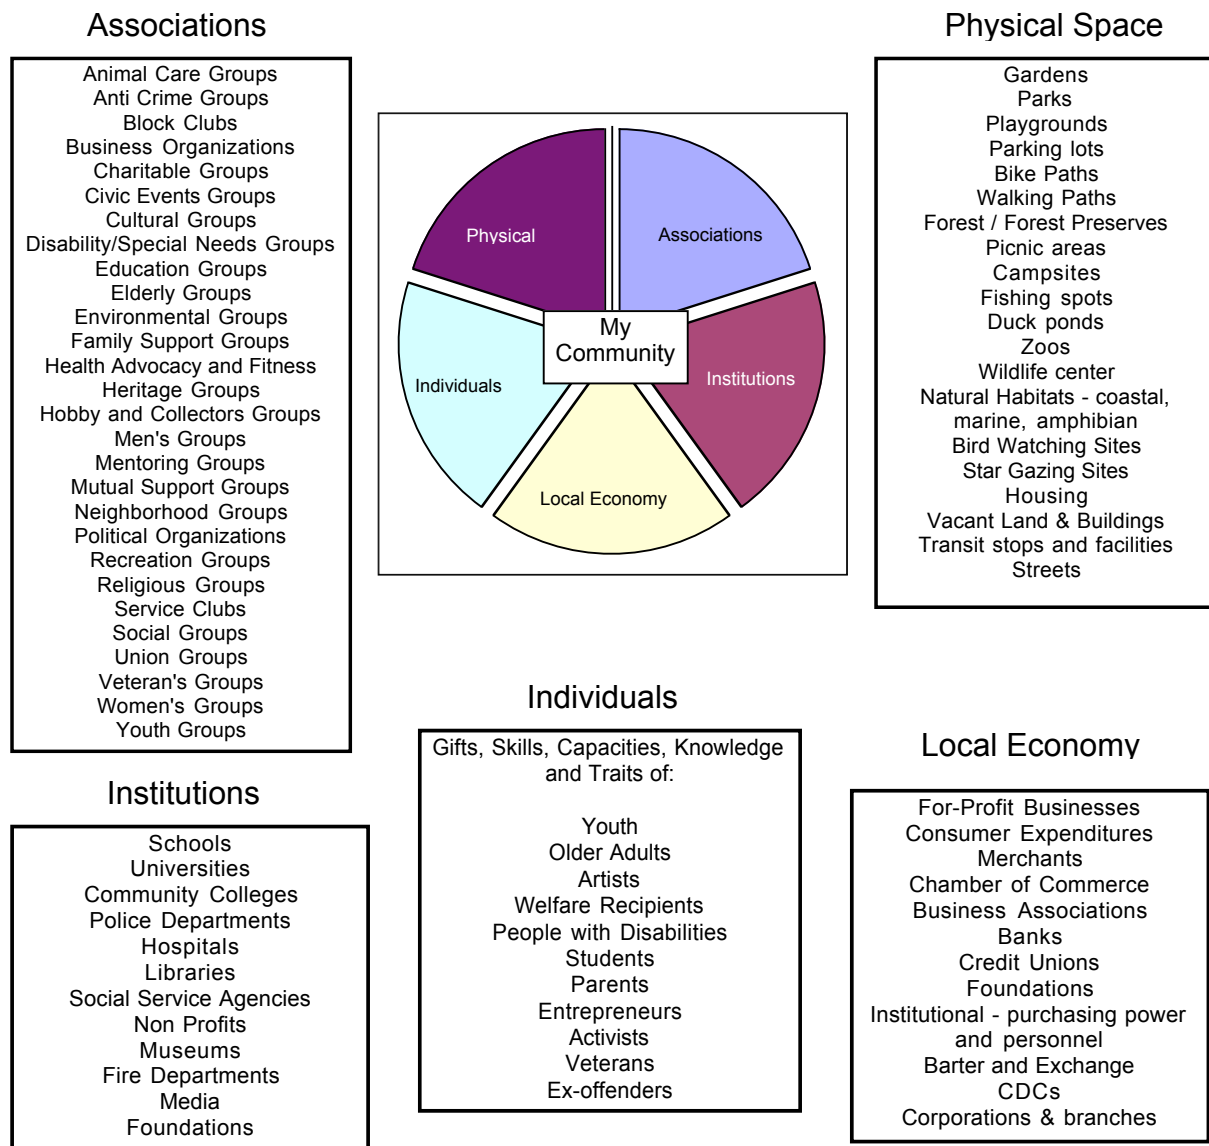 Associations
Animal Care Groups
Anti Crime Groups
Block Clubs
Business Organizations
Charitable Groups
Civic Events Groups
Cultural Groups
Disability/Special Needs Groups
Education Groups
Elderly Groups
Environmental Groups
Family Support Groups
Health Advocacy and Fitness
Heritage Groups
Hobby and Collectors Groups
Men's Groups
Mentoring Groups
Mutual Support Groups
Neighborhood Groups
Political Organizations
Recreation Groups
Religious Groups
Service Clubs
Social Groups
Union Groups
Veteran's Groups
Women's Groups
Youth Groups
Physical
Associations
My
Community
Individuals
Institutions
Local Economy
Physical Space
Gardens
Parks
Playgrounds
Parking lots
Bike Paths
Walking Paths
Forest / Forest Preserves
Picnic areas
Campsites
Fishing spots
Duck ponds
Zoos
Wildlife center
Natural Habitats - coastal,
marine, amphibian
Bird Watching Sites
Star Gazing Sites
Housing
Vacant Land & Buildings
Transit stops and facilities
Streets
Institutions
Schools
Universities
Community Colleges
Police Departments
Hospitals
Libraries
Social Service Agencies
Non Profits
Museums
Fire Departments
Media
Foundations
Individuals
Gifts, Skills, Capacities, Knowledge
and Traits of:
Youth
Older Adults
Artists
Welfare Recipients
People with Disabilities
Students
Parents
Entrepreneurs
Activists
Veterans
Ex-offenders
Local Economy
For-Profit Businesses
Consumer Expenditures
Merchants
Chamber of Commerce
Business Associations
Banks
Credit Unions
Foundations
Institutional - purchasing power
and personnel
Barter and Exchange
CDCs
Corporations & branches